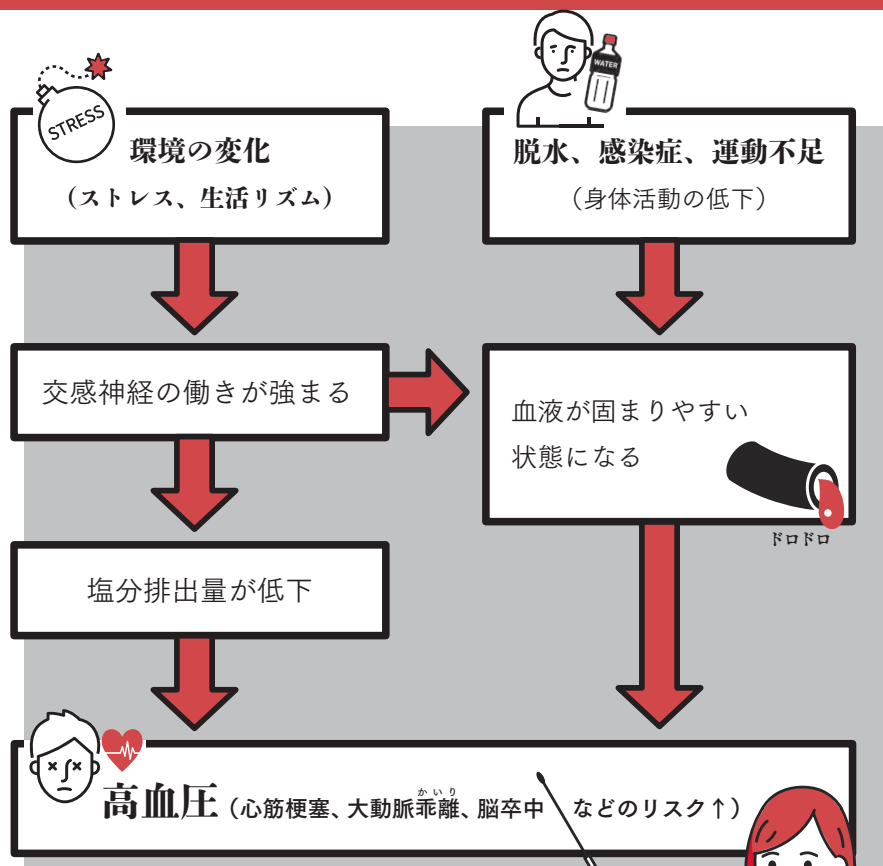 STRESS
環境の変化
（ストレス、生活リズム）
WATER
脱水、感染症、運動不足
（身体活動の低下）
交感神経の働きが強まる
血液が固まりやすい
状態になる
ドロドロ
塩分排出量が低下
かいり
高血圧（心筋梗塞、大動脈乖離、脳卒中 などのリスク↑）